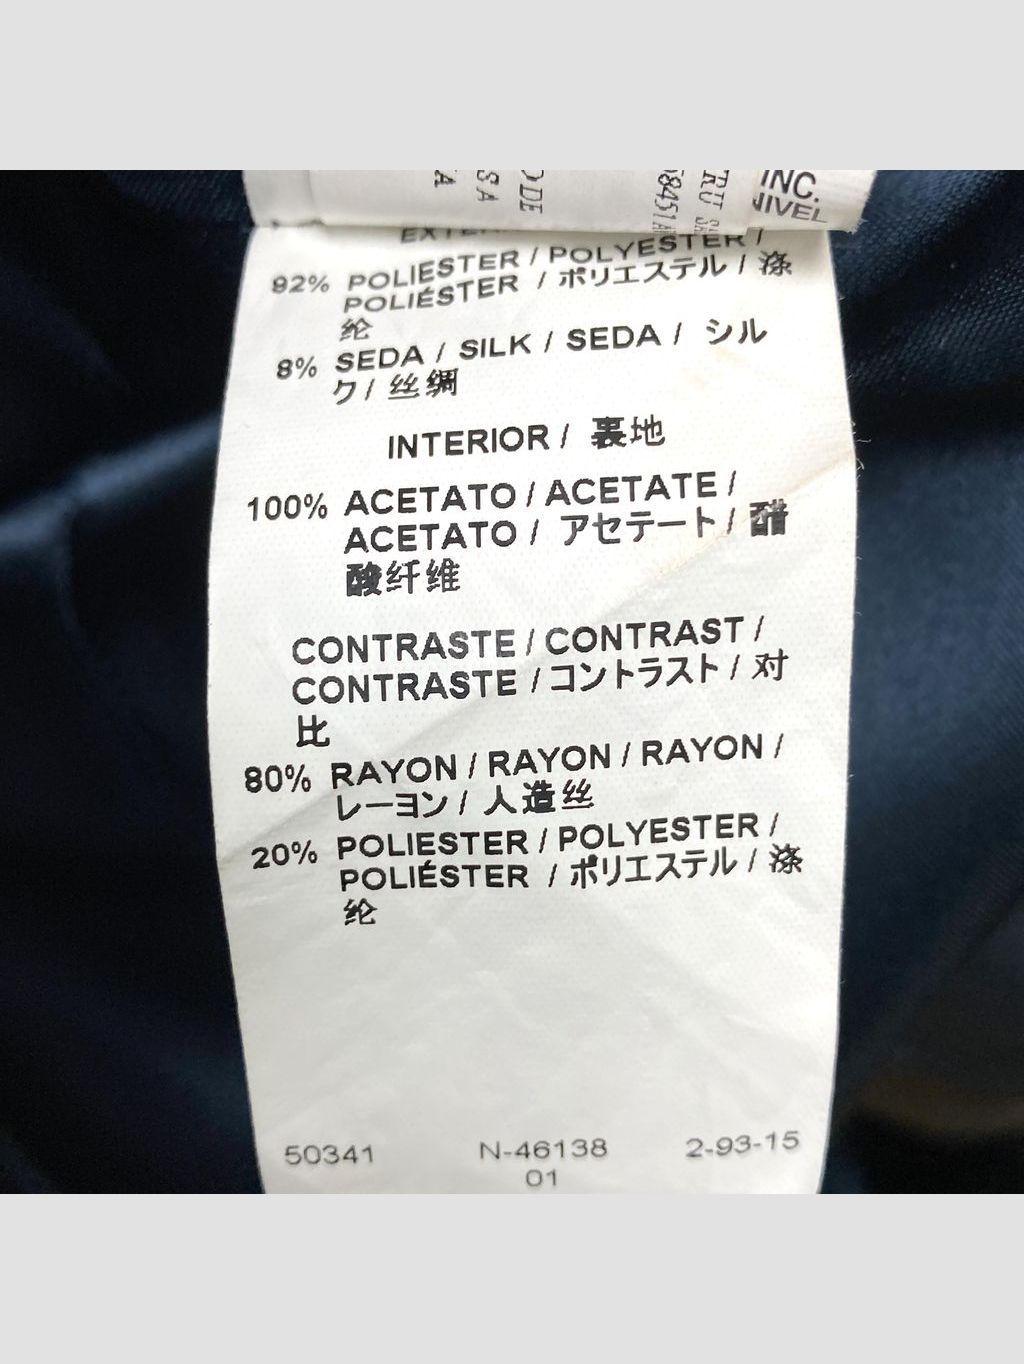 INC.
NIVEL
92% POLIESTER / POLYESTER /
POLIÉSTER / ポリエステル / 涤
纶
8% SEDA / SILK / SEDA / シル
ク / 丝绸
INTERIOR / 裏地
100% ACETATO / ACETATE /
ACETATO / アセテート / 醋
酸纤维
CONTRASTE / CONTRAST /
CONTRASTE / コントラスト / 对
比
80% RAYON / RAYON / RAYON /
レーヨン / 人造丝
20% POLIESTER / POLYESTER /
POLIÉSTER / ポリエステル / 涤
纶
50341 N-46138 2-93-15
01